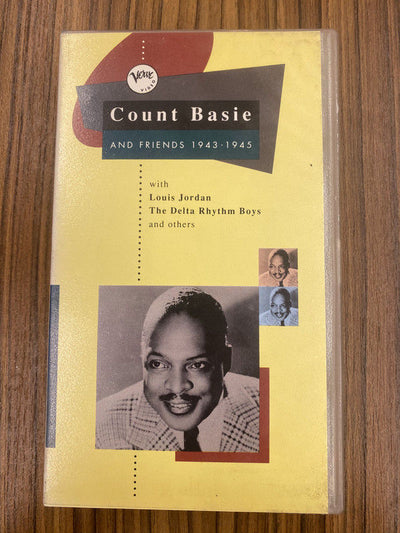 Verve
VIDEO
Count Basie
AND FRIENDS 1943-1945
with
Louis Jordan
The Delta Rhythm Boys
and others